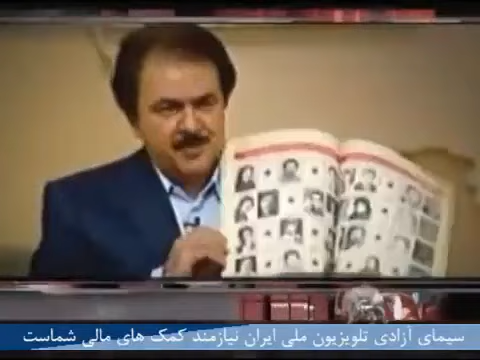 سیمای آزادی تلویزیون ملی ایران نیازمند کمک های مالی شماست